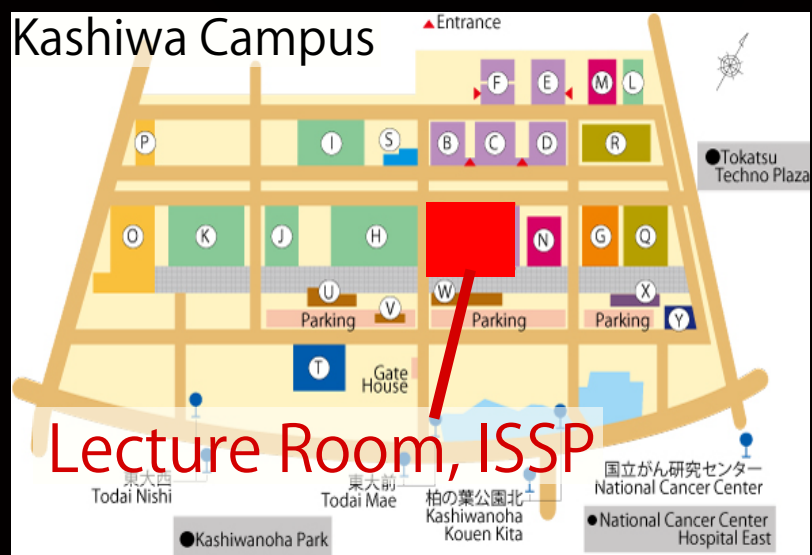 Kashiwa Campus
Entrance
F
E
M
L
P
I
S
B
C
D
R
Tokatsu
Techno Plaza
O
K
J
H
N
G
Q
U
V
W
X
Y
Parking
Parking
Parking
T
Gate
House
Lecture Room, ISSP
東大西
Todai Nishi
東大前
Todai Mae
柏の葉公園北
Kashiwanoha
Kouen Kita
国立がん研究センター
National Cancer Center
Kashiwanoha Park
National Cancer Center
Hospital East